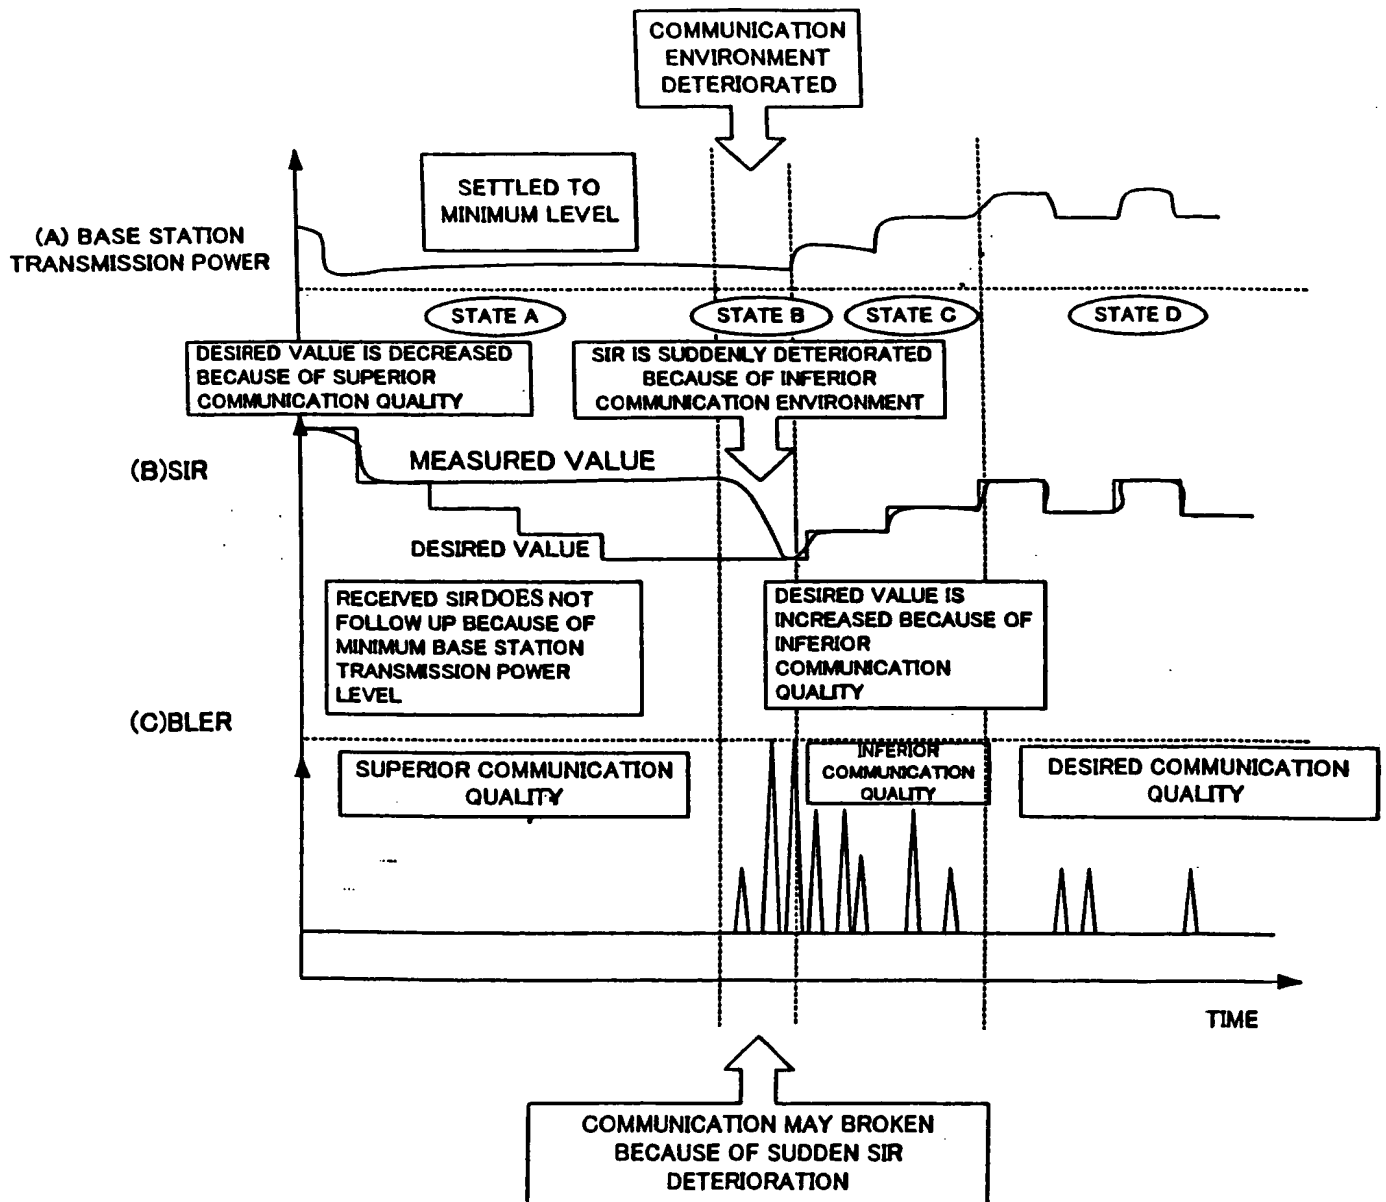 COMMUNICATION
ENVIRONMENT
DETERIORATED
SETTLED TO
MINIMUM LEVEL
(A) BASE STATION
TRANSMISSION POWER
STATE A
STATE B
STATE C
STATE D
DESIRED VALUE IS DECREASED
BECAUSE OF SUPERIOR
COMMUNICATION QUALITY
SIR IS SUDDENLY DETERIORATED
BECAUSE OF INFERIOR
COMMUNICATION ENVIRONMENT
(B)SIR
MEASURED VALUE
DESIRED VALUE
RECEIVED SIR DOES NOT
FOLLOW UP BECAUSE OF
MINIMUM BASE STATION
TRANSMISSION POWER
LEVEL
DESIRED VALUE IS
INCREASED BECAUSE OF
INFERIOR
COMMUNICATION
QUALITY
(C)BLER
SUPERIOR COMMUNICATION
QUALITY
INFERIOR
COMMUNICATION
QUALITY
DESIRED COMMUNICATION
QUALITY
TIME
COMMUNICATION MAY BROKEN
BECAUSE OF SUDDEN SIR
DETERIORATION